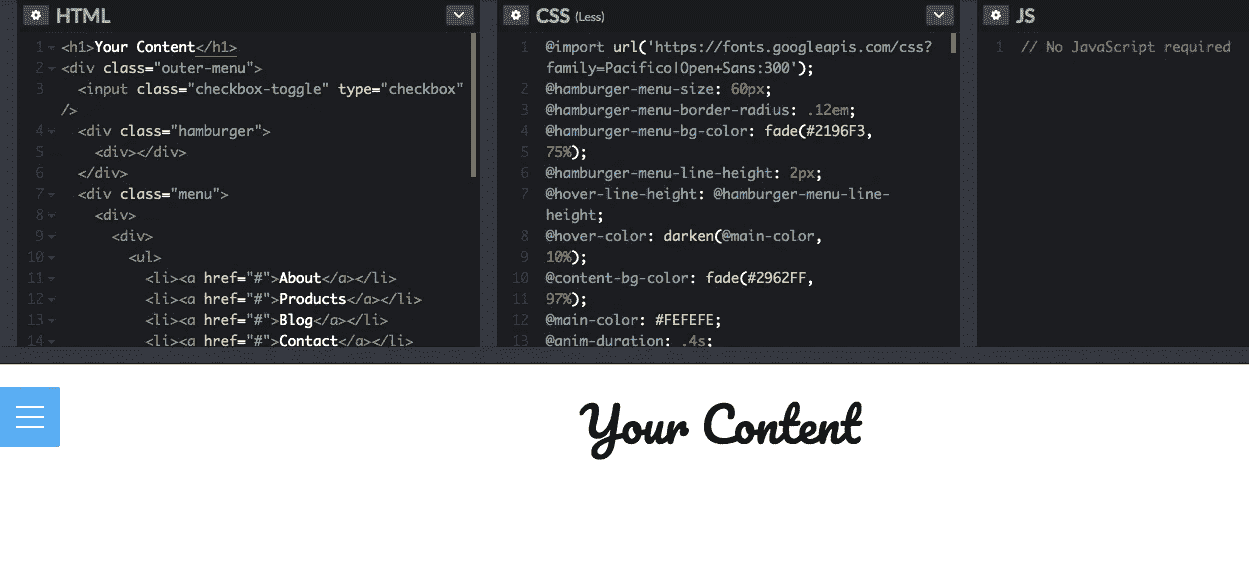 HTML
1 <h1>Your Content</h1>
2 <div class="outer-menu">
3 <input class="checkbox-toggle" type="checkbox"
/>
4 <div class="hamburger">
5 <div></div>
6 </div>
7 <div class="menu">
8 <div>
9 <div>
10 <ul>
11 <li><a href="#">About</a></li>
12 <li><a href="#">Products</a></li>
13 <li><a href="#">Blog</a></li>
14 <li><a href="#">Contact</a></li>
CSS (Less)
1 @import url('https://fonts.googleapis.com/css?
family=Pacifico|Open+Sans:300');
2 @hamburger-menu-size: 60px;
3 @hamburger-menu-border-radius: .12em;
4 @hamburger-menu-bg-color: fade(#2196F3,
5 75%);
6 @hamburger-menu-line-height: 2px;
7 @hover-line-height: @hamburger-menu-line-
height;
8 @hover-color: darken(@main-color,
9 10%);
10 @content-bg-color: fade(#2962FF,
11 97%);
12 @main-color: #FEFEFE;
13 @anim-duration: .4s;
JS
1 // No JavaScript required
Your Content